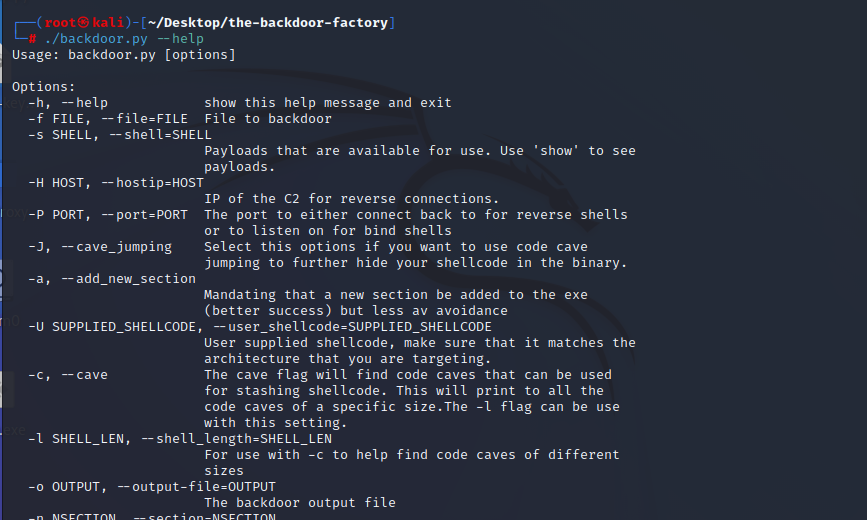 ┌──(root㉿kali)-[~/Desktop/the-backdoor-factory]
└─# ./backdoor.py --help
Usage: backdoor.py [options]
Options:
-h, --help show this help message and exit
-f FILE, --file=FILE File to backdoor
-s SHELL, --shell=SHELL
Payloads that are available for use. Use 'show' to see
payloads.
-H HOST, --hostip=HOST
IP of the C2 for reverse connections.
-P PORT, --port=PORT The port to either connect back to for reverse shells
or to listen on for bind shells
-J, --cave_jumping Select this options if you want to use code cave
jumping to further hide your shellcode in the binary.
-a, --add_new_section
Mandating that a new section be added to the exe
(better success) but less av avoidance
-U SUPPLIED_SHELLCODE, --user_shellcode=SUPPLIED_SHELLCODE
User supplied shellcode, make sure that it matches the
architecture that you are targeting.
-c, --cave The cave flag will find code caves that can be used
for stashing shellcode. This will print to all the
code caves of a specific size.The -l flag can be use
with this setting.
-l SHELL_LEN, --shell_length=SHELL_LEN
For use with -c to help find code caves of different
sizes
-o OUTPUT, --output-file=OUTPUT
The backdoor output file
-n NSECTION, --section=NSECTION